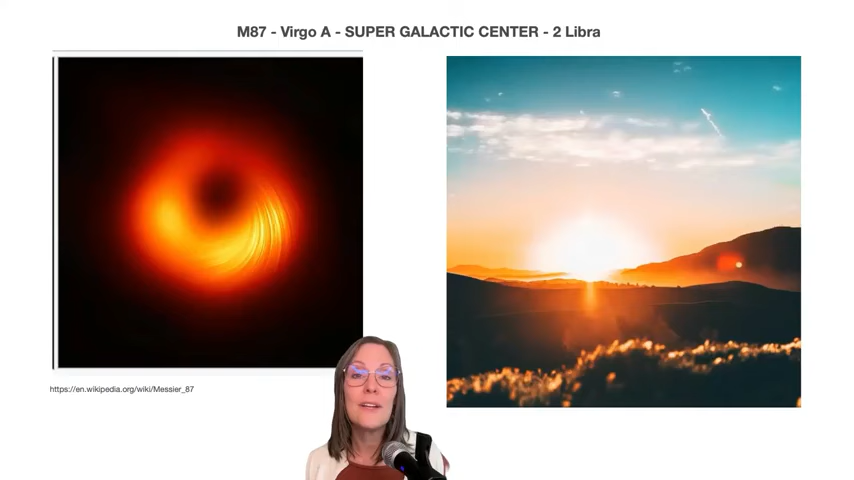 M87 - Virgo A - SUPER GALACTIC CENTER - 2 Libra
https://en.wikipedia.org/wiki/Messier_87